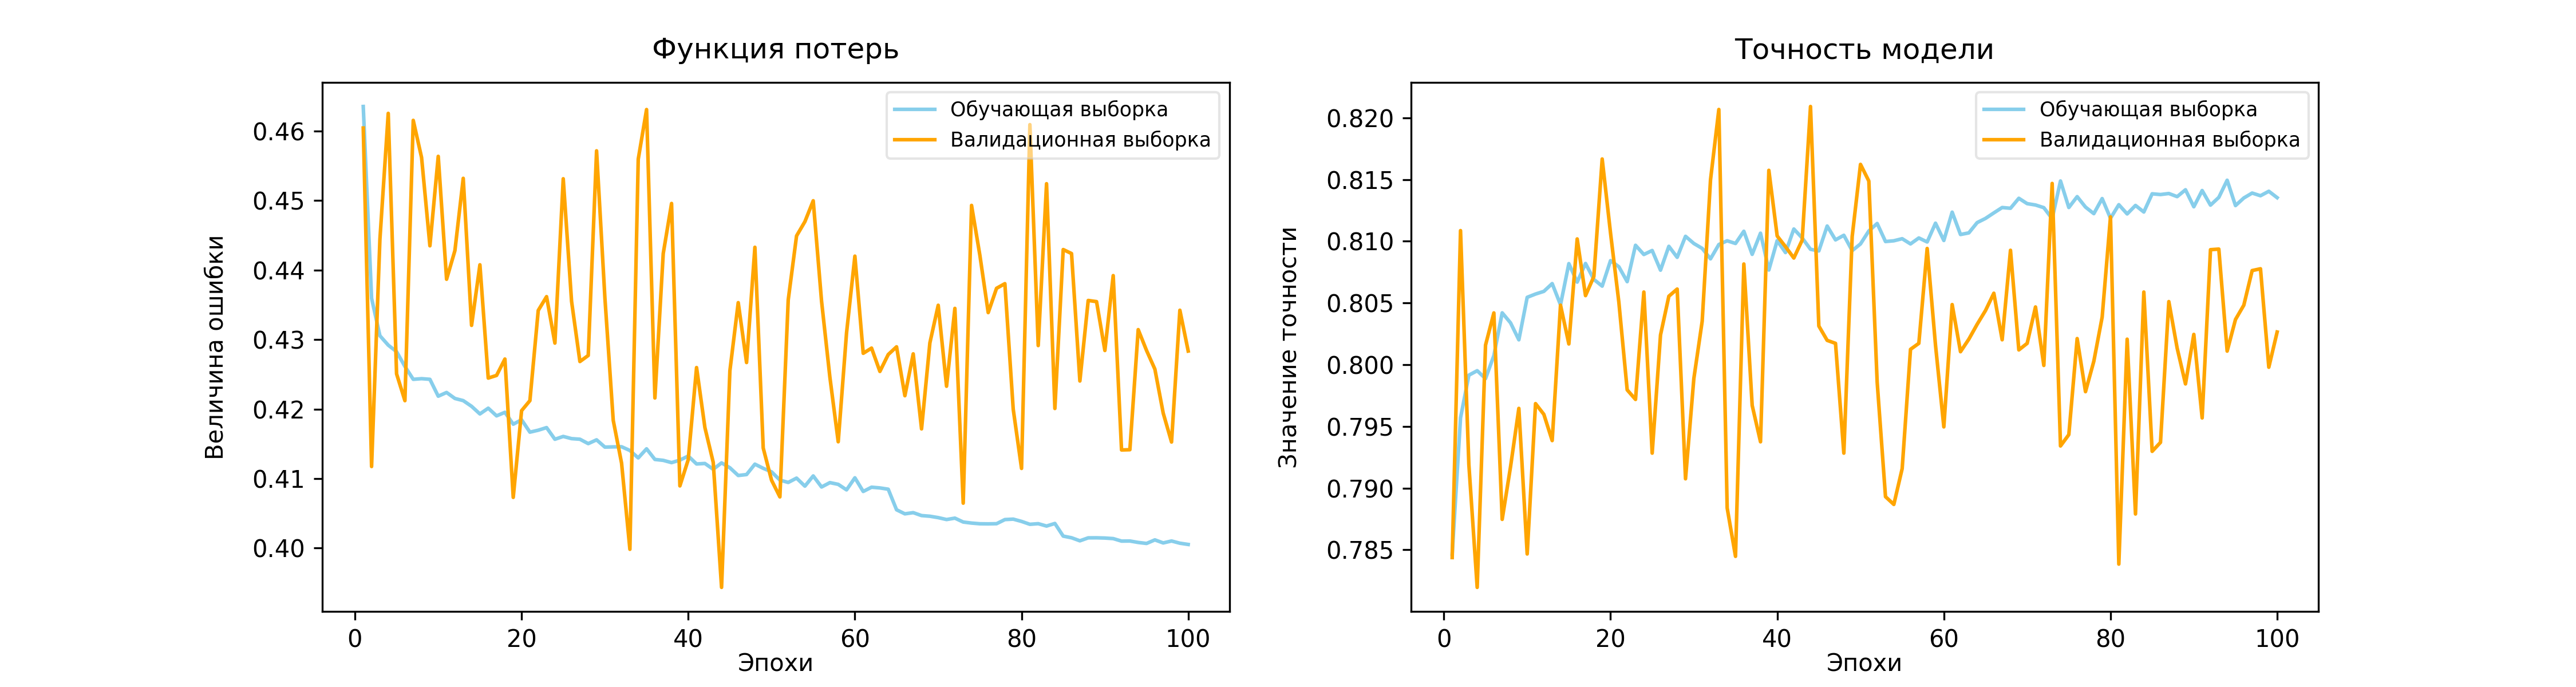 Функция потерь
Обучающая выборка
Валидационная выборка
0.46
0.45
0.44
0.43
0.42
0.41
0.40
Величина ошибки
0 20 40 60 80 100
Эпохи
Точность модели
Обучающая выборка
Валидационная выборка
0.820
0.815
0.810
0.805
0.800
0.795
0.790
0.785
Значение точности
0 20 40 60 80 100
Эпохи